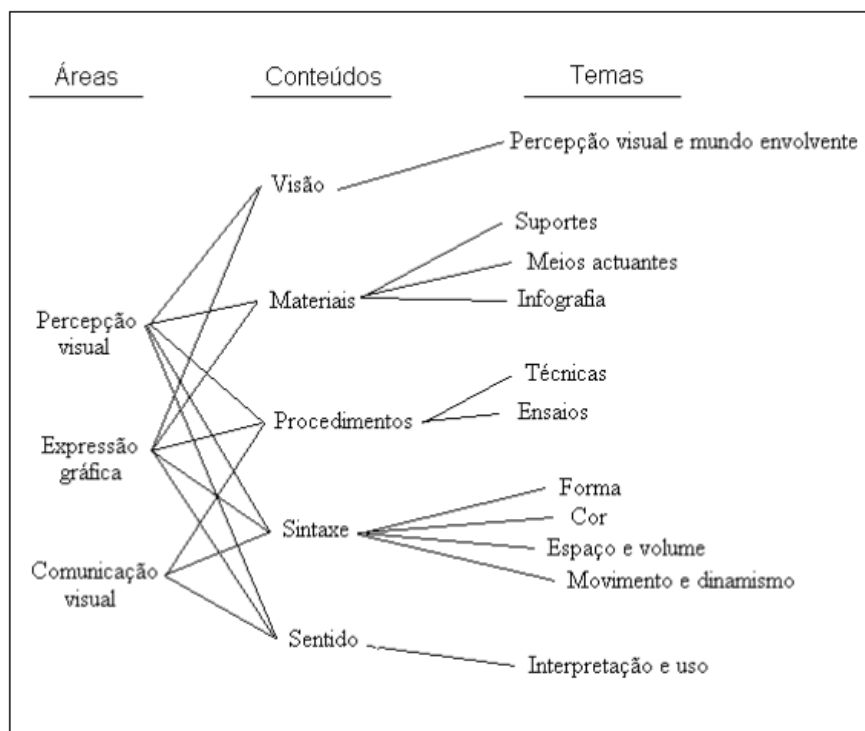 Áreas
Conteúdos
Temas
Percepção visual e mundo envolvente
Visão
Suportes
Meios actuantes
Materiais
Infografia
Percepção
visual
Técnicas
Procedimentos
Ensaios
Expressão
gráfica
Forma
Cor
Sintaxe
Espaço e volume
Movimento e dinamismo
Comunicação
visual
Sentido
Interpretação e uso